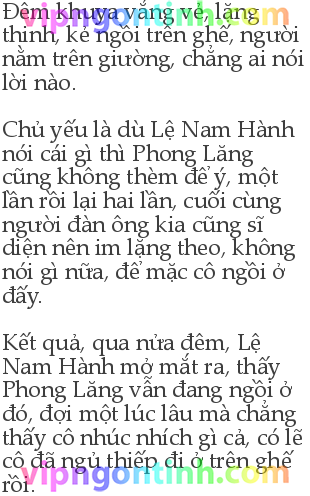 Đêm khuya vắng vẻ, lặng
thinh, kẻ ngồi trên ghế, người
nằm trên giường, chẳng ai nói
lời nào.
Chủ yếu là dù Lệ Nam Hành
nói cái gì thì Phong Lăng
cũng không thèm để ý, một
lần rồi lại hai lần, cuối cùng
người đàn ông kia cũng sĩ
diện nên im lặng theo, không
nói gì nữa, để mặc cô ngồi ở
đấy.
Kết quả, qua nửa đêm, Lệ
Nam Hành mở mắt ra, thấy
Phong Lăng vẫn đang ngồi ở
đó, đợi một lúc lâu mà chẳng
thấy cô nhúc nhích gì cả, có lẽ
cô đã ngủ thiếp đi ở trên ghế
rồi.
vipngontinh.com
vipngontinh.com